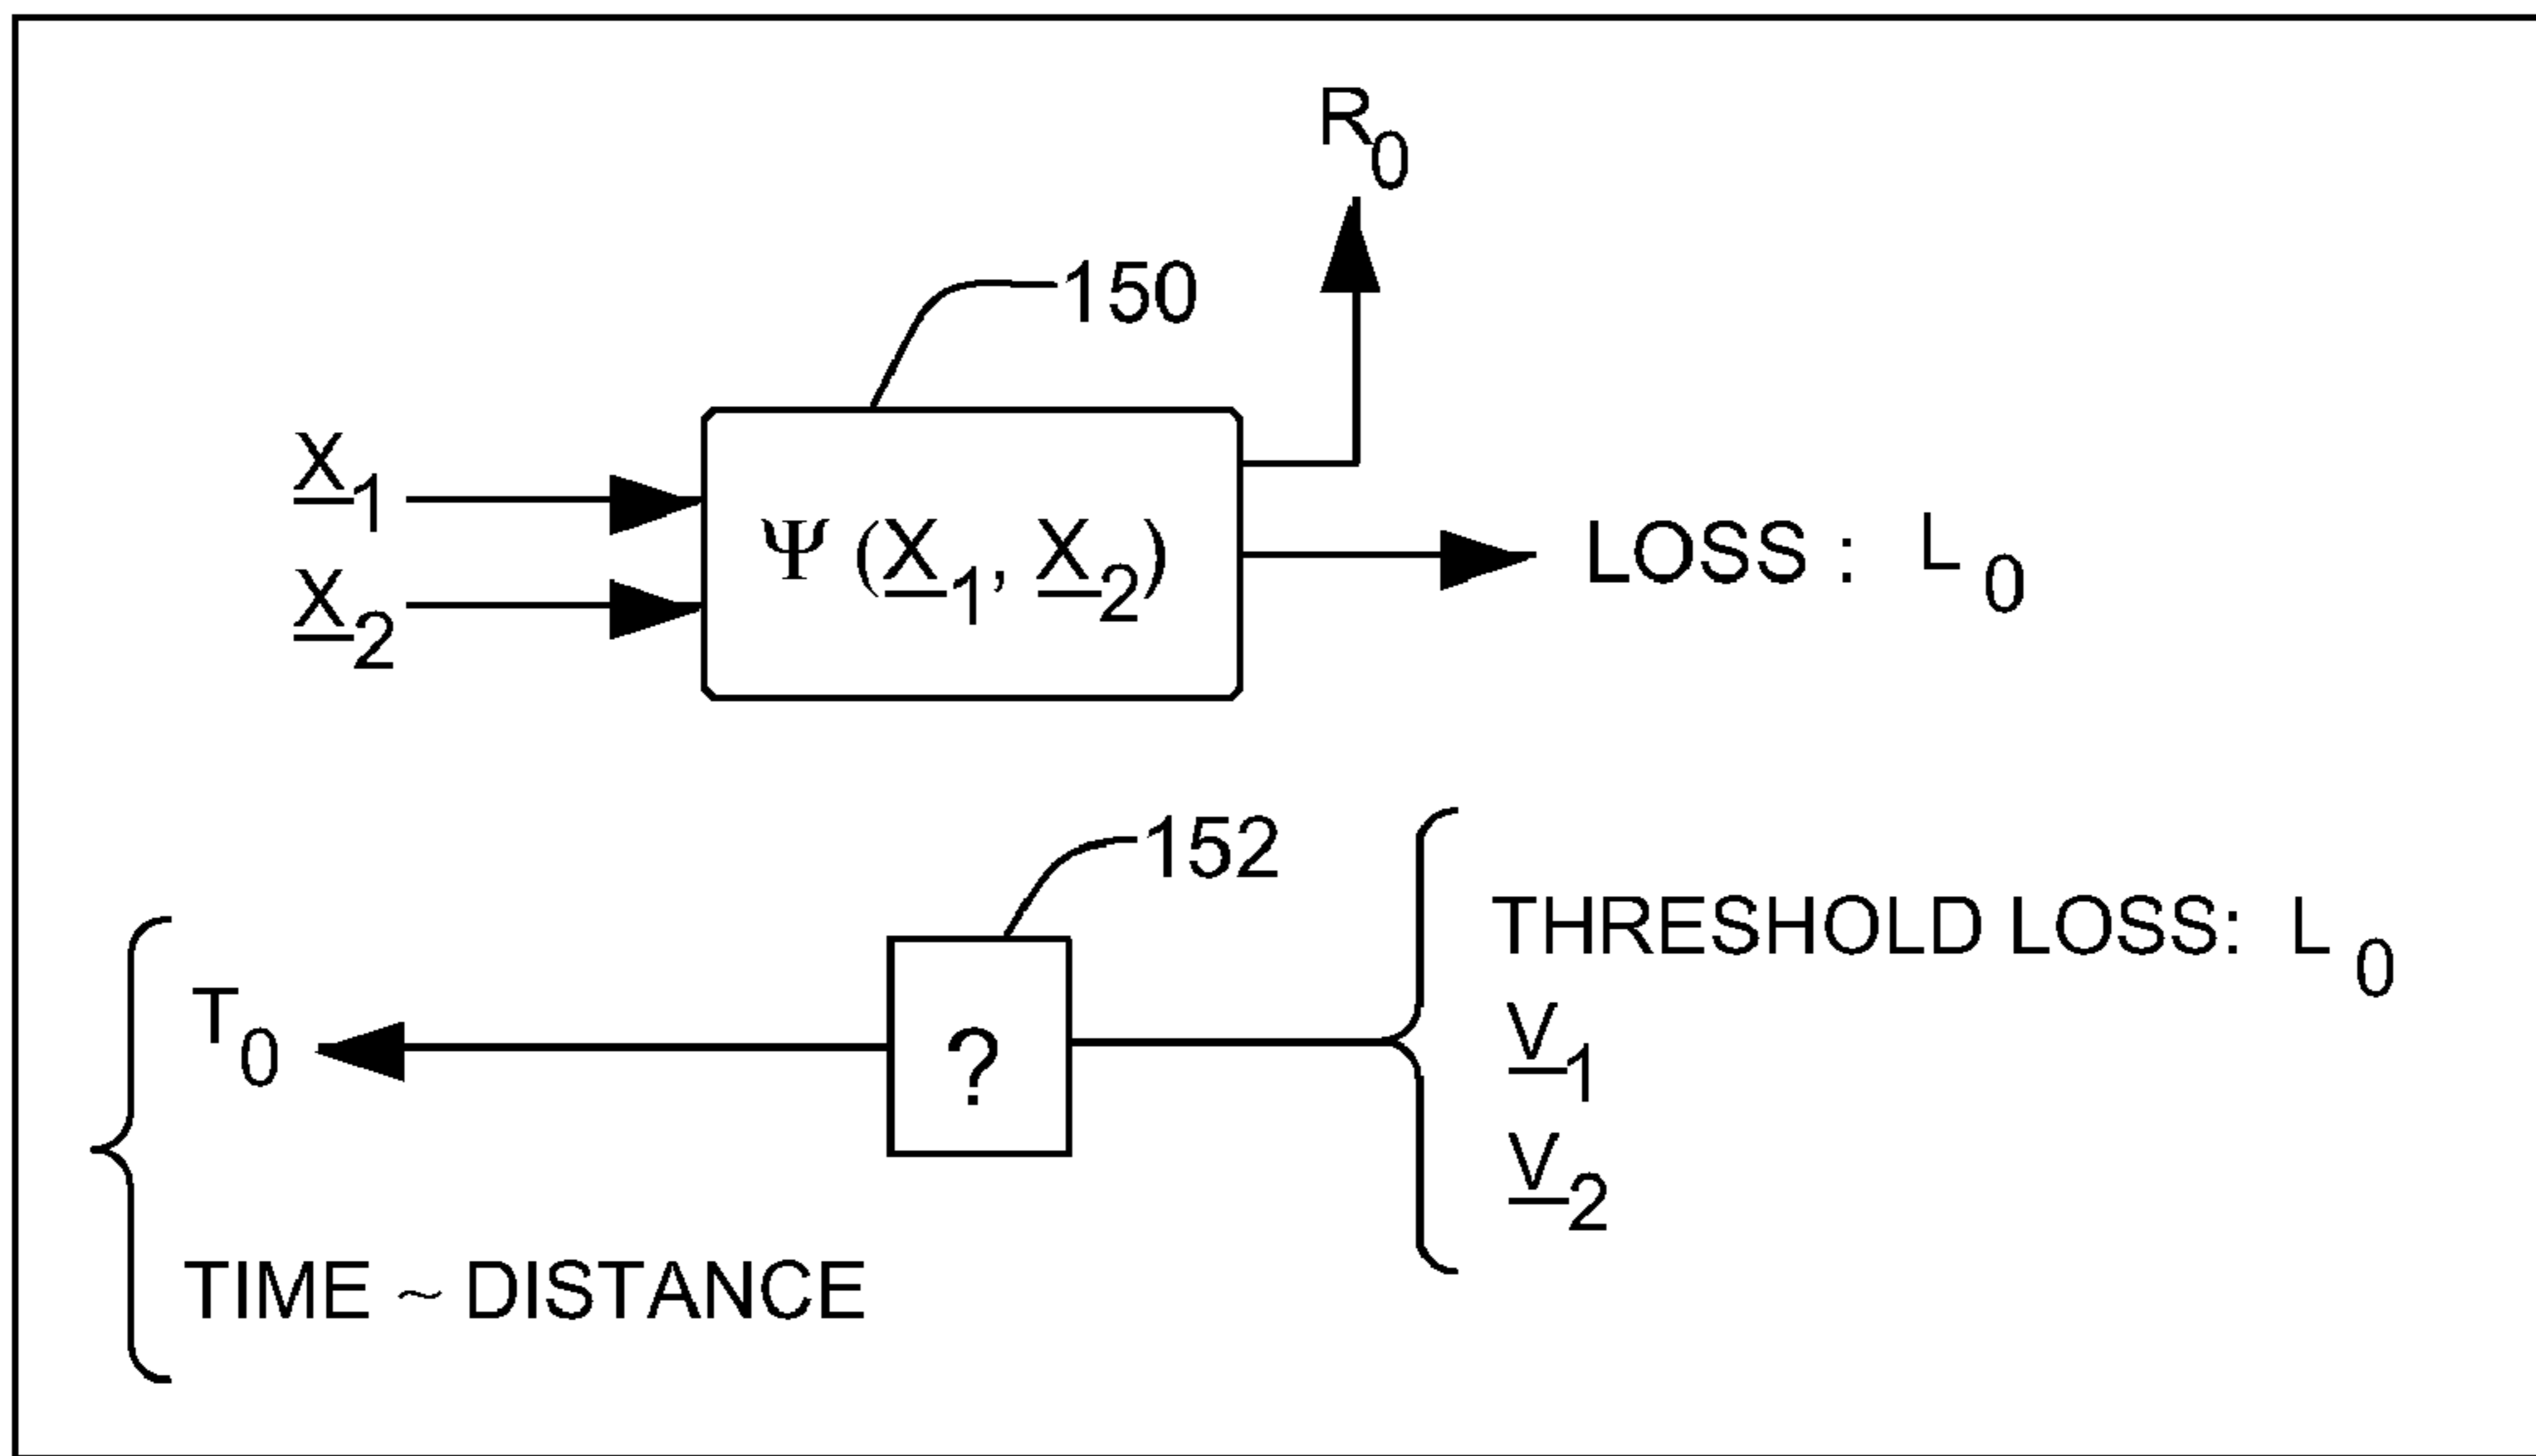 R0
150
X1
X2
Ψ (X1, X2)
LOSS : L0
152
THRESHOLD LOSS: L0
V1
V2
T0
?
TIME ~ DISTANCE